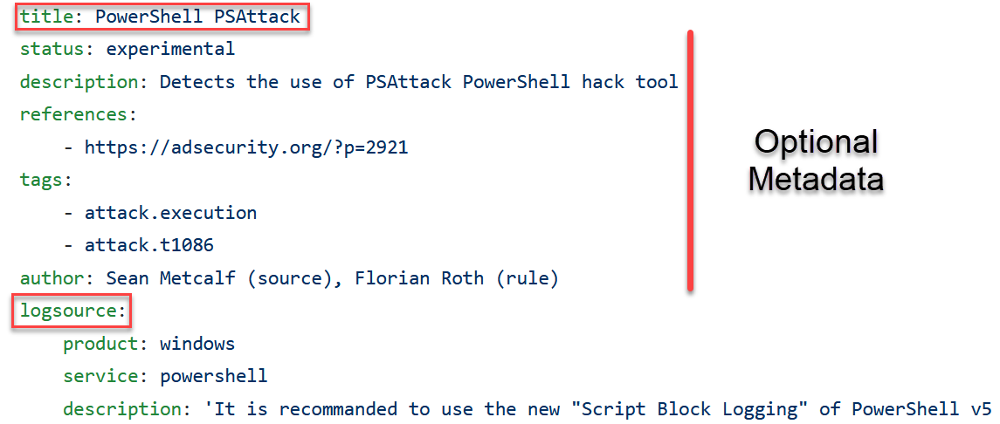 title: PowerShell PSAttack
status: experimental
description: Detects the use of PSAttack PowerShell hack tool
references:
    - https://adsecurity.org/?p=2921
tags:
    - attack.execution
    - attack.t1086
author: Sean Metcalf (source), Florian Roth (rule)
logsource:
    product: windows
    service: powershell
    description: 'It is recommanded to use the new "Script Block Logging" of PowerShell v5
Optional
Metadada